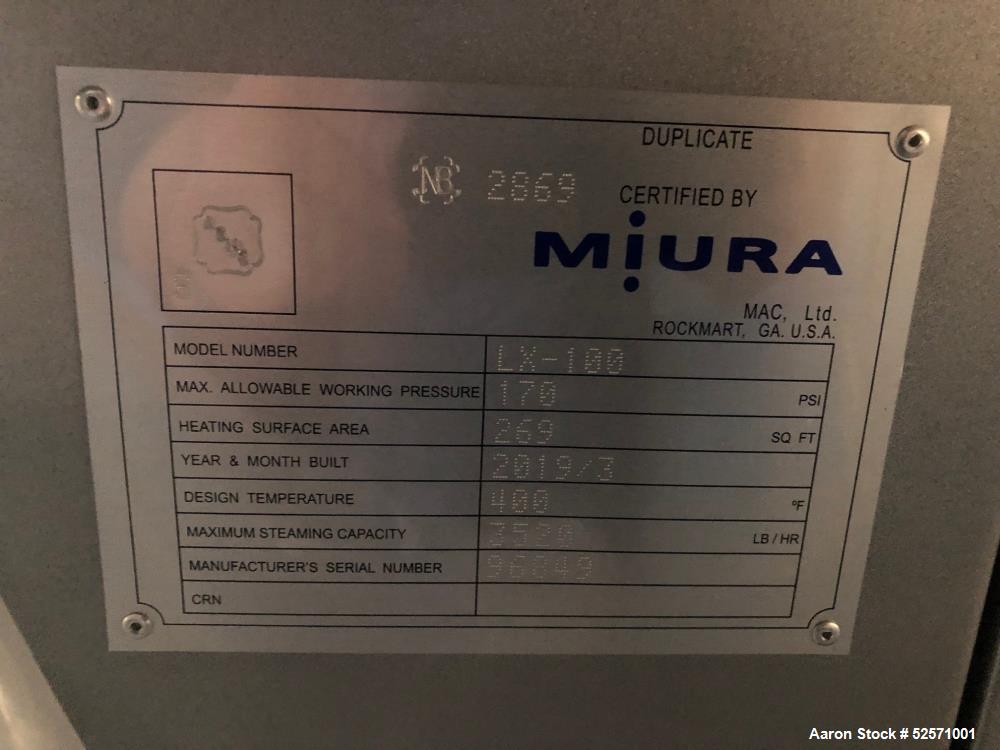 DUPLICATE
NB 2869
CERTIFIED BY
MIURA
MAC, Ltd.
ROCKMART, GA. U.S.A.
MODEL NUMBER LX-100
MAX. ALLOWABLE WORKING PRESSURE 170 PSI
HEATING SURFACE AREA 269 SQ FT
YEAR & MONTH BUILT 2019/3
DESIGN TEMPERATURE 400 °F
MAXIMUM STEAMING CAPACITY 3520 LB / HR
MANUFACTURER'S SERIAL NUMBER
CRN
Aaron Stock # 52571001